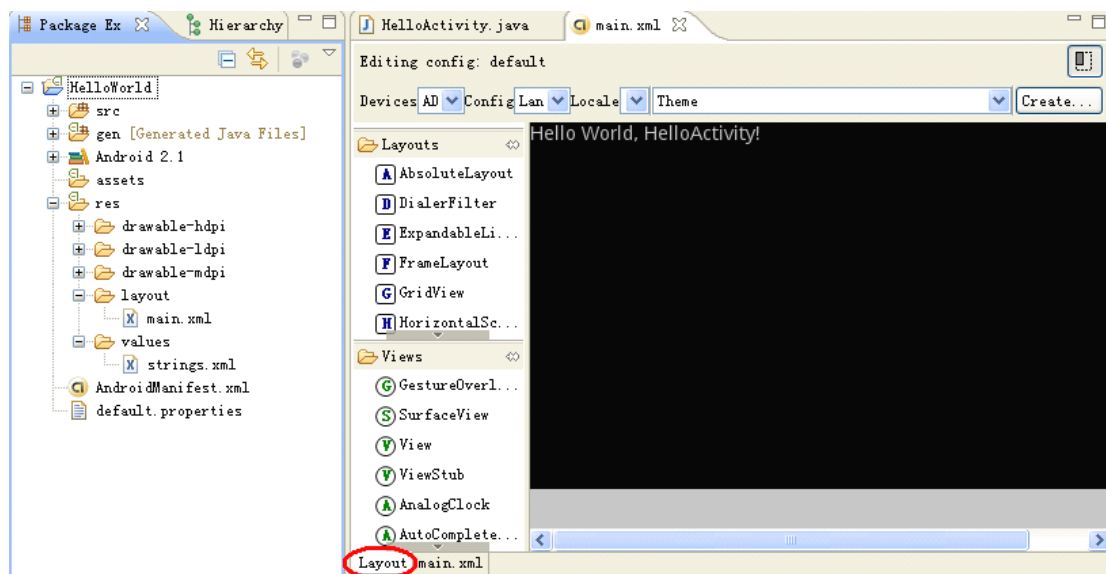 Package Ex
Hierarchy
HelloWorld
src
gen [Generated Java Files]
Android 2.1
assets
res
drawable-hdpi
drawable-ldpi
drawable-mdpi
layout
main.xml
values
strings.xml
AndroidManifest.xml
default.properties
HelloActivity.java
main.xml
Editing config: default
Devices AD Config Lan Locale Theme Create...
Layouts
AbsoluteLayout
DialerFilter
ExpandableLi...
FrameLayout
GridView
HorizontalSc...
Views
GestureOverl...
SurfaceView
View
ViewStub
AnalogClock
AutoComplete...
Hello World, HelloActivity!
Layout main.xml